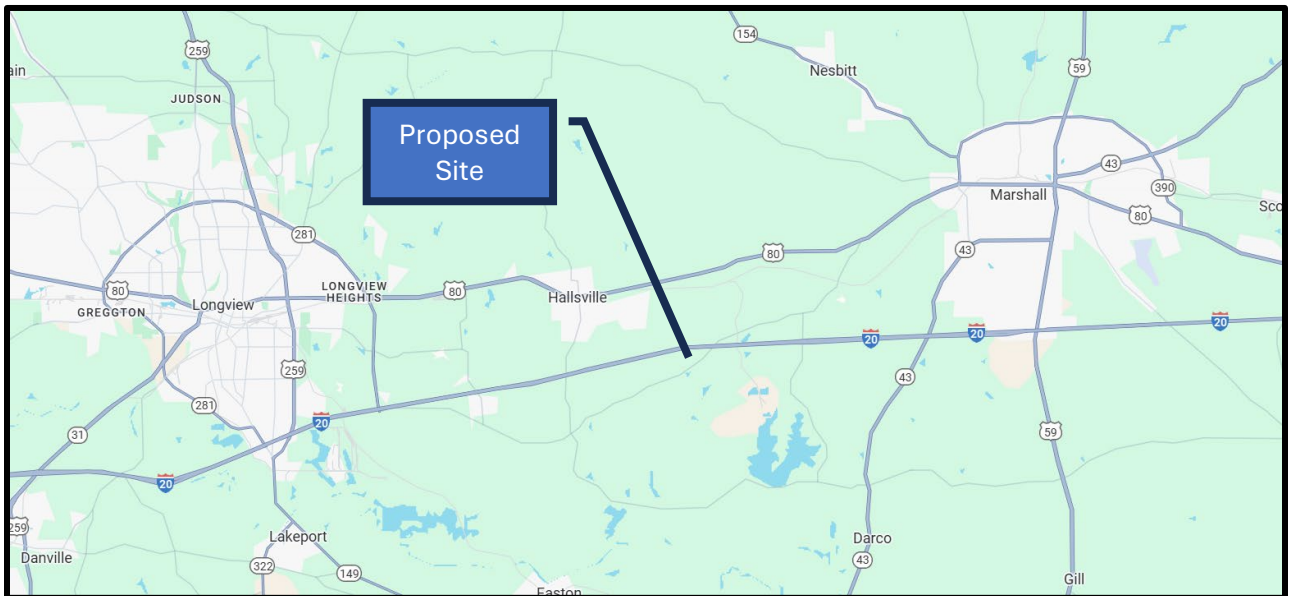 154
259
ain
Nesbitt
59
JUDSON
Proposed
Site
43
390
Marshall
Sco
80
281
43
80
LONGVIEW
HEIGHTS
80
80
Hallsville
Longview
GREGGTON
20
20
20
259
43
281
20
31
59
20
259
Lakeport
Darco
Danville
43
322
149
Gill
Easton